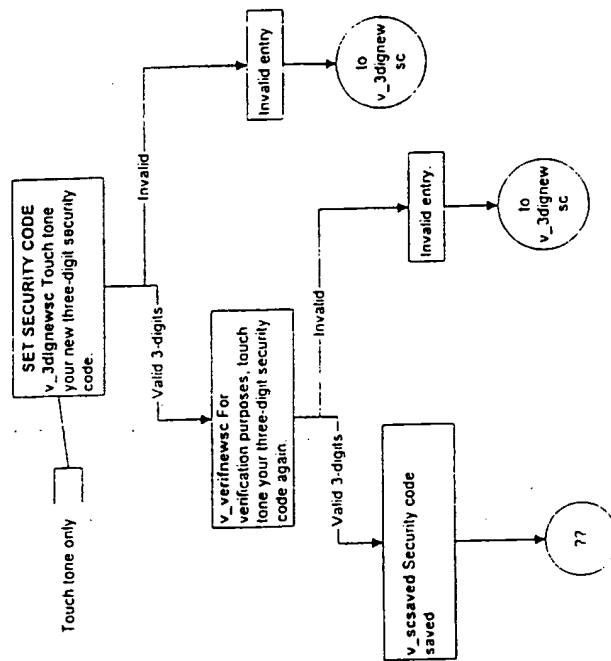 Touch tone only
SET SECURITY CODE
v_3dignewsc Touch tone
your new three-digit security
code.
Valid 3-digits
Invalid
v_verifnewsc For
verification purposes, touch
tone your three-digit security
code again.
Invalid entry
to
v_3dignew
sc
Valid 3-digits
Invalid
v_scsaved Security code
saved
Invalid entry.
to
v_3dignew
sc
??